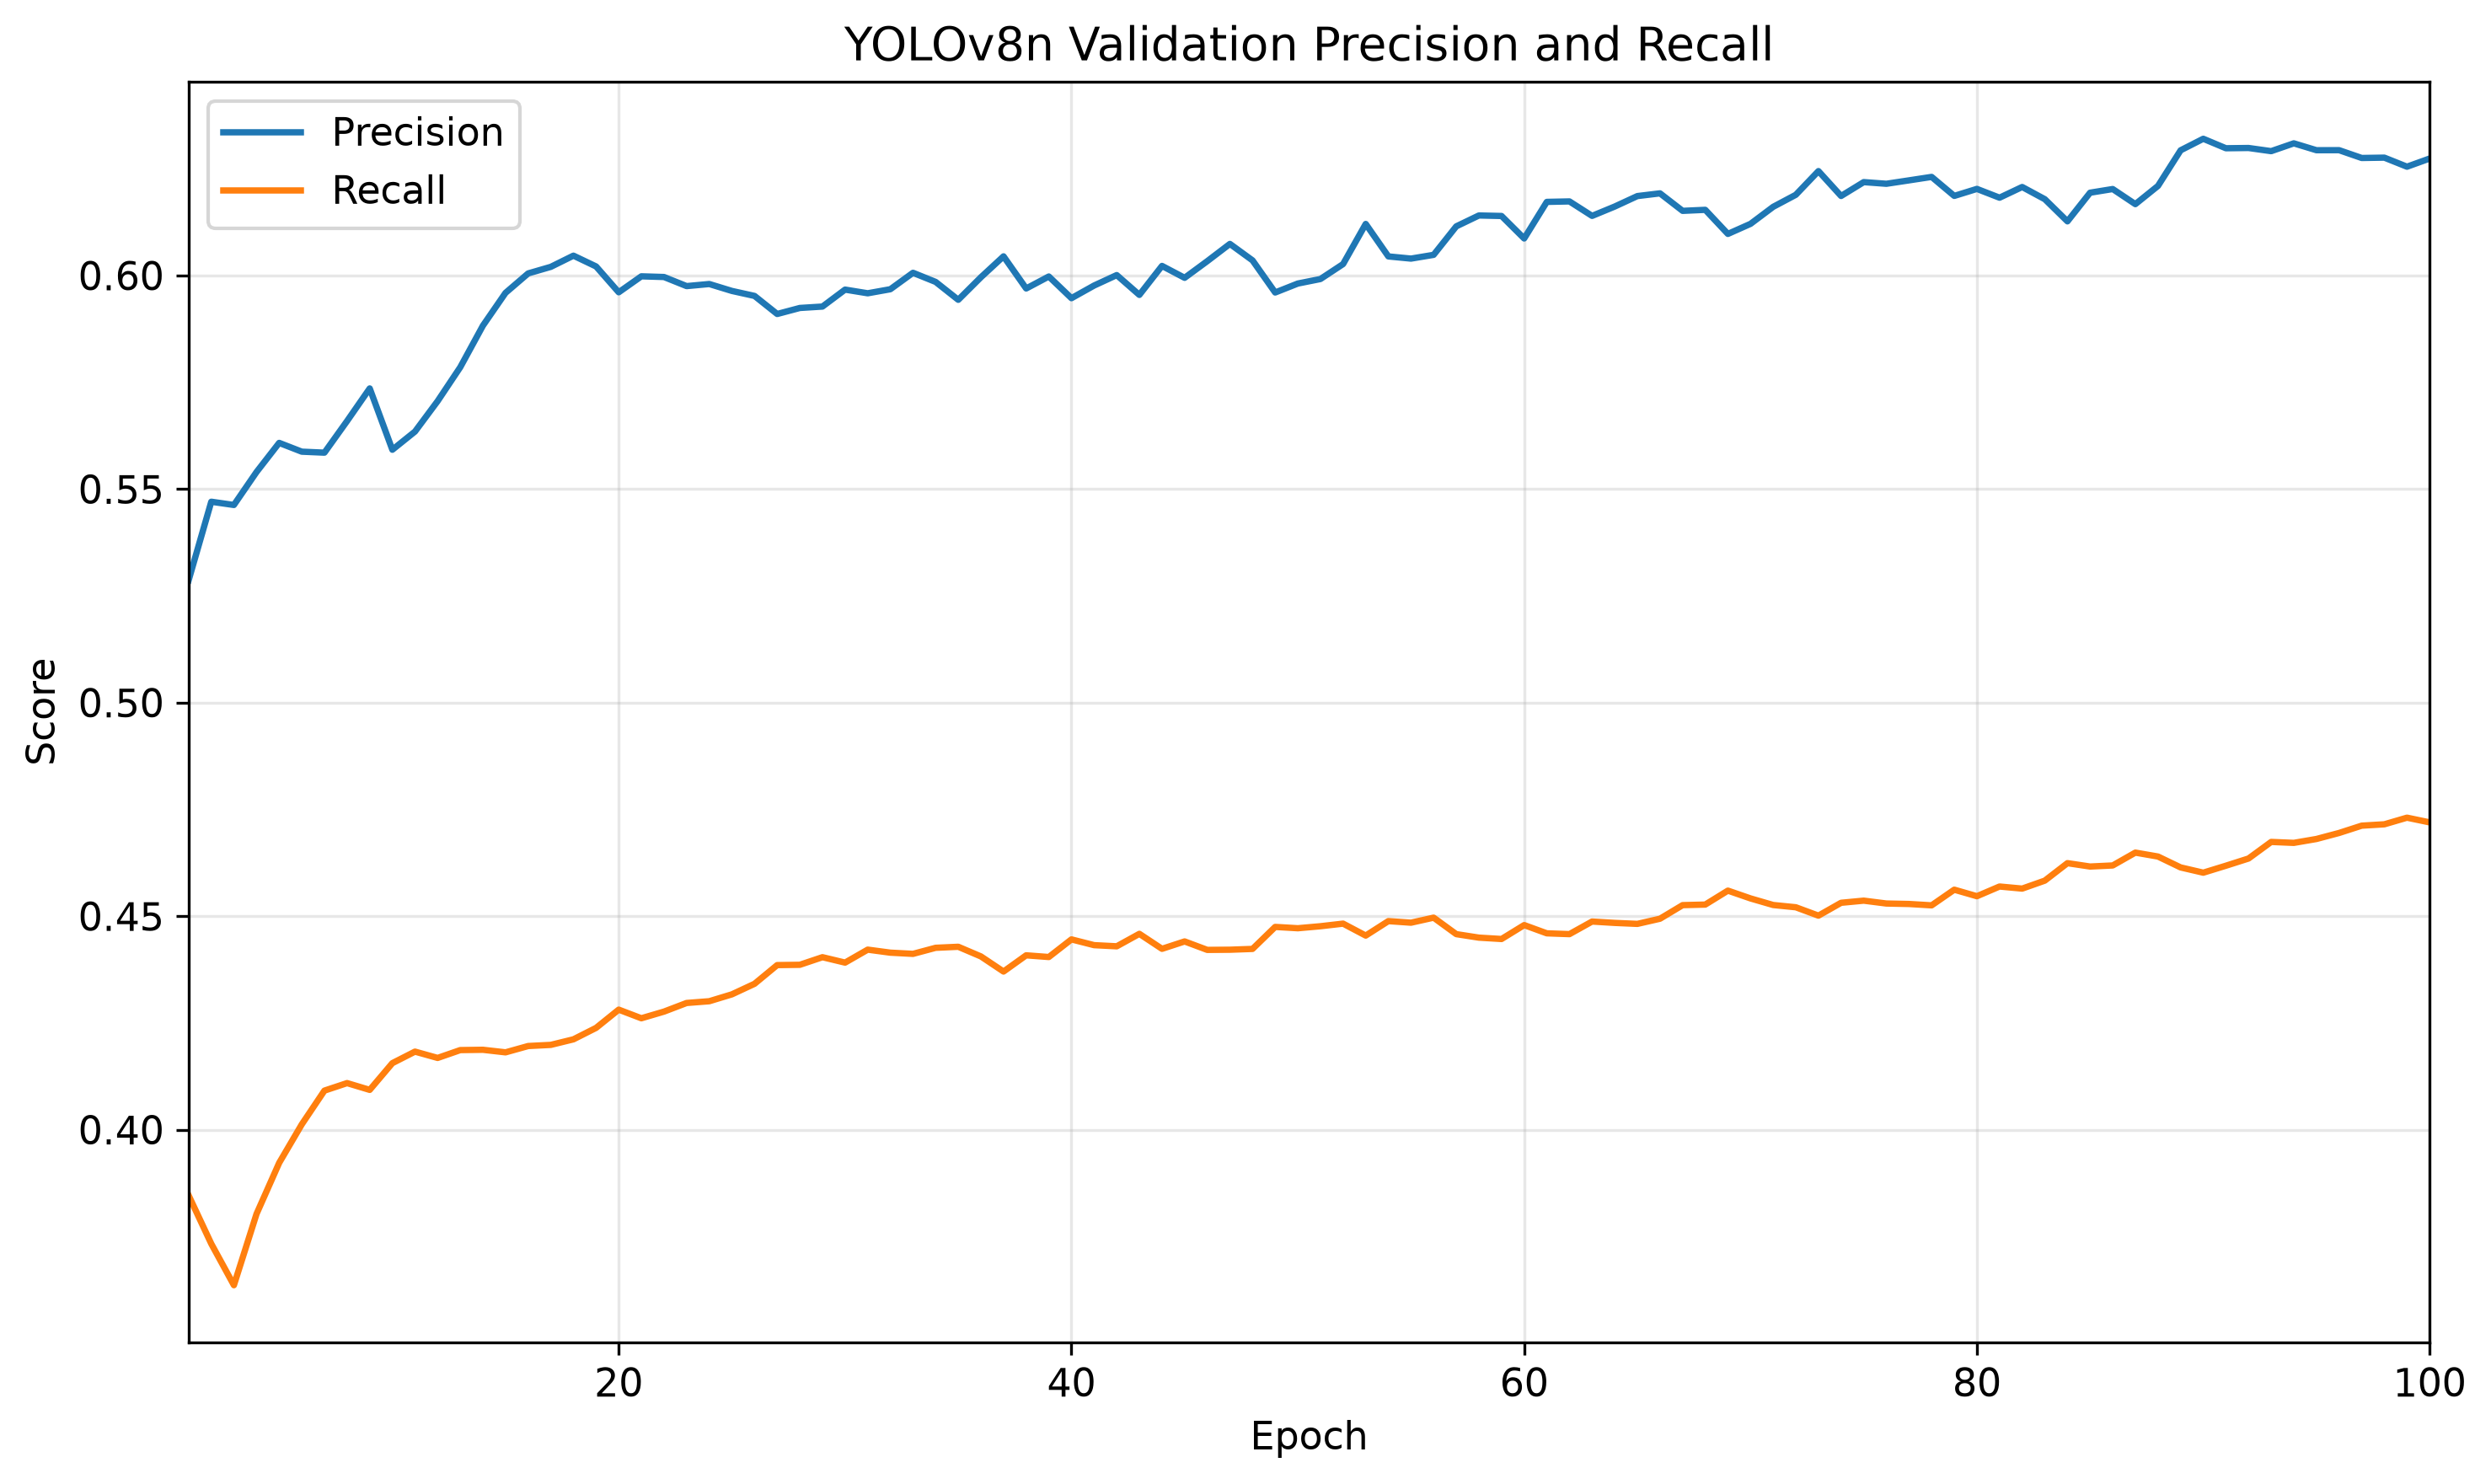 YOLOv8n Validation Precision and Recall
Precision
Recall
0.60
0.55
0.50
0.45
0.40
Score
20 40 60 80 100
Epoch